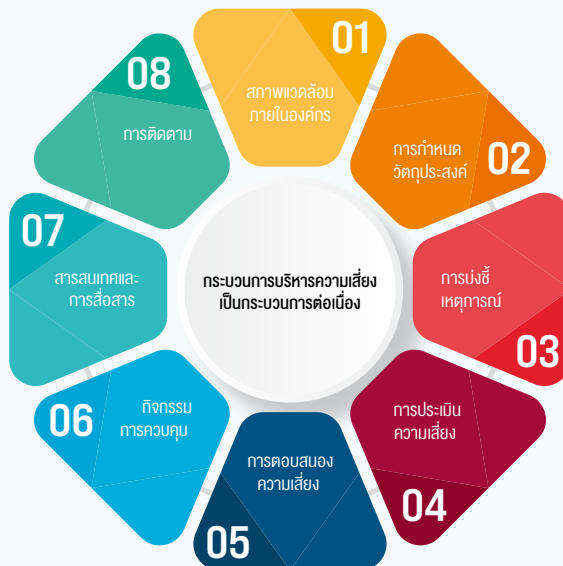 01
สภาพแวดล้อม
ภายในองค์กร
02
การกำหนด
วัตถุประสงค์
03
การบ่งชี้
เหตุการณ์
04
การประเมิน
ความเสี่ยง
05
การตอบสนอง
ความเสี่ยง
06
กิจกรรม
การควบคุม
07
สารสนเทศและ
การสื่อสาร
08
การติดตาม
กระบวนการบริหารความเสี่ยง
เป็นกระบวนการต่อเนื่อง